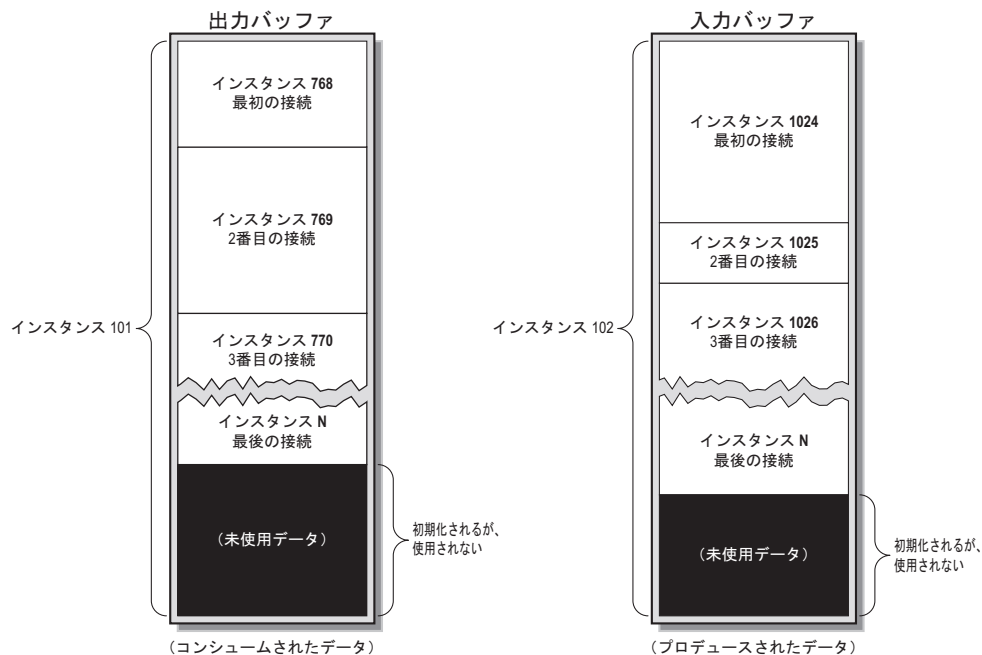 出力バッファ
インスタンス 768
最初の接続
インスタンス 769
2番目の接続
インスタンス 101
インスタンス 770
3番目の接続
インスタンス N
最後の接続
(未使用データ)
初期化されるが、
使用されない
(コンシュームされたデータ)
入力バッファ
インスタンス 1024
最初の接続
インスタンス 1025
2番目の接続
インスタンス 102
インスタンス 1026
3番目の接続
インスタンス N
最後の接続
(未使用データ)
初期化されるが、
使用されない
(プロデュースされたデータ)